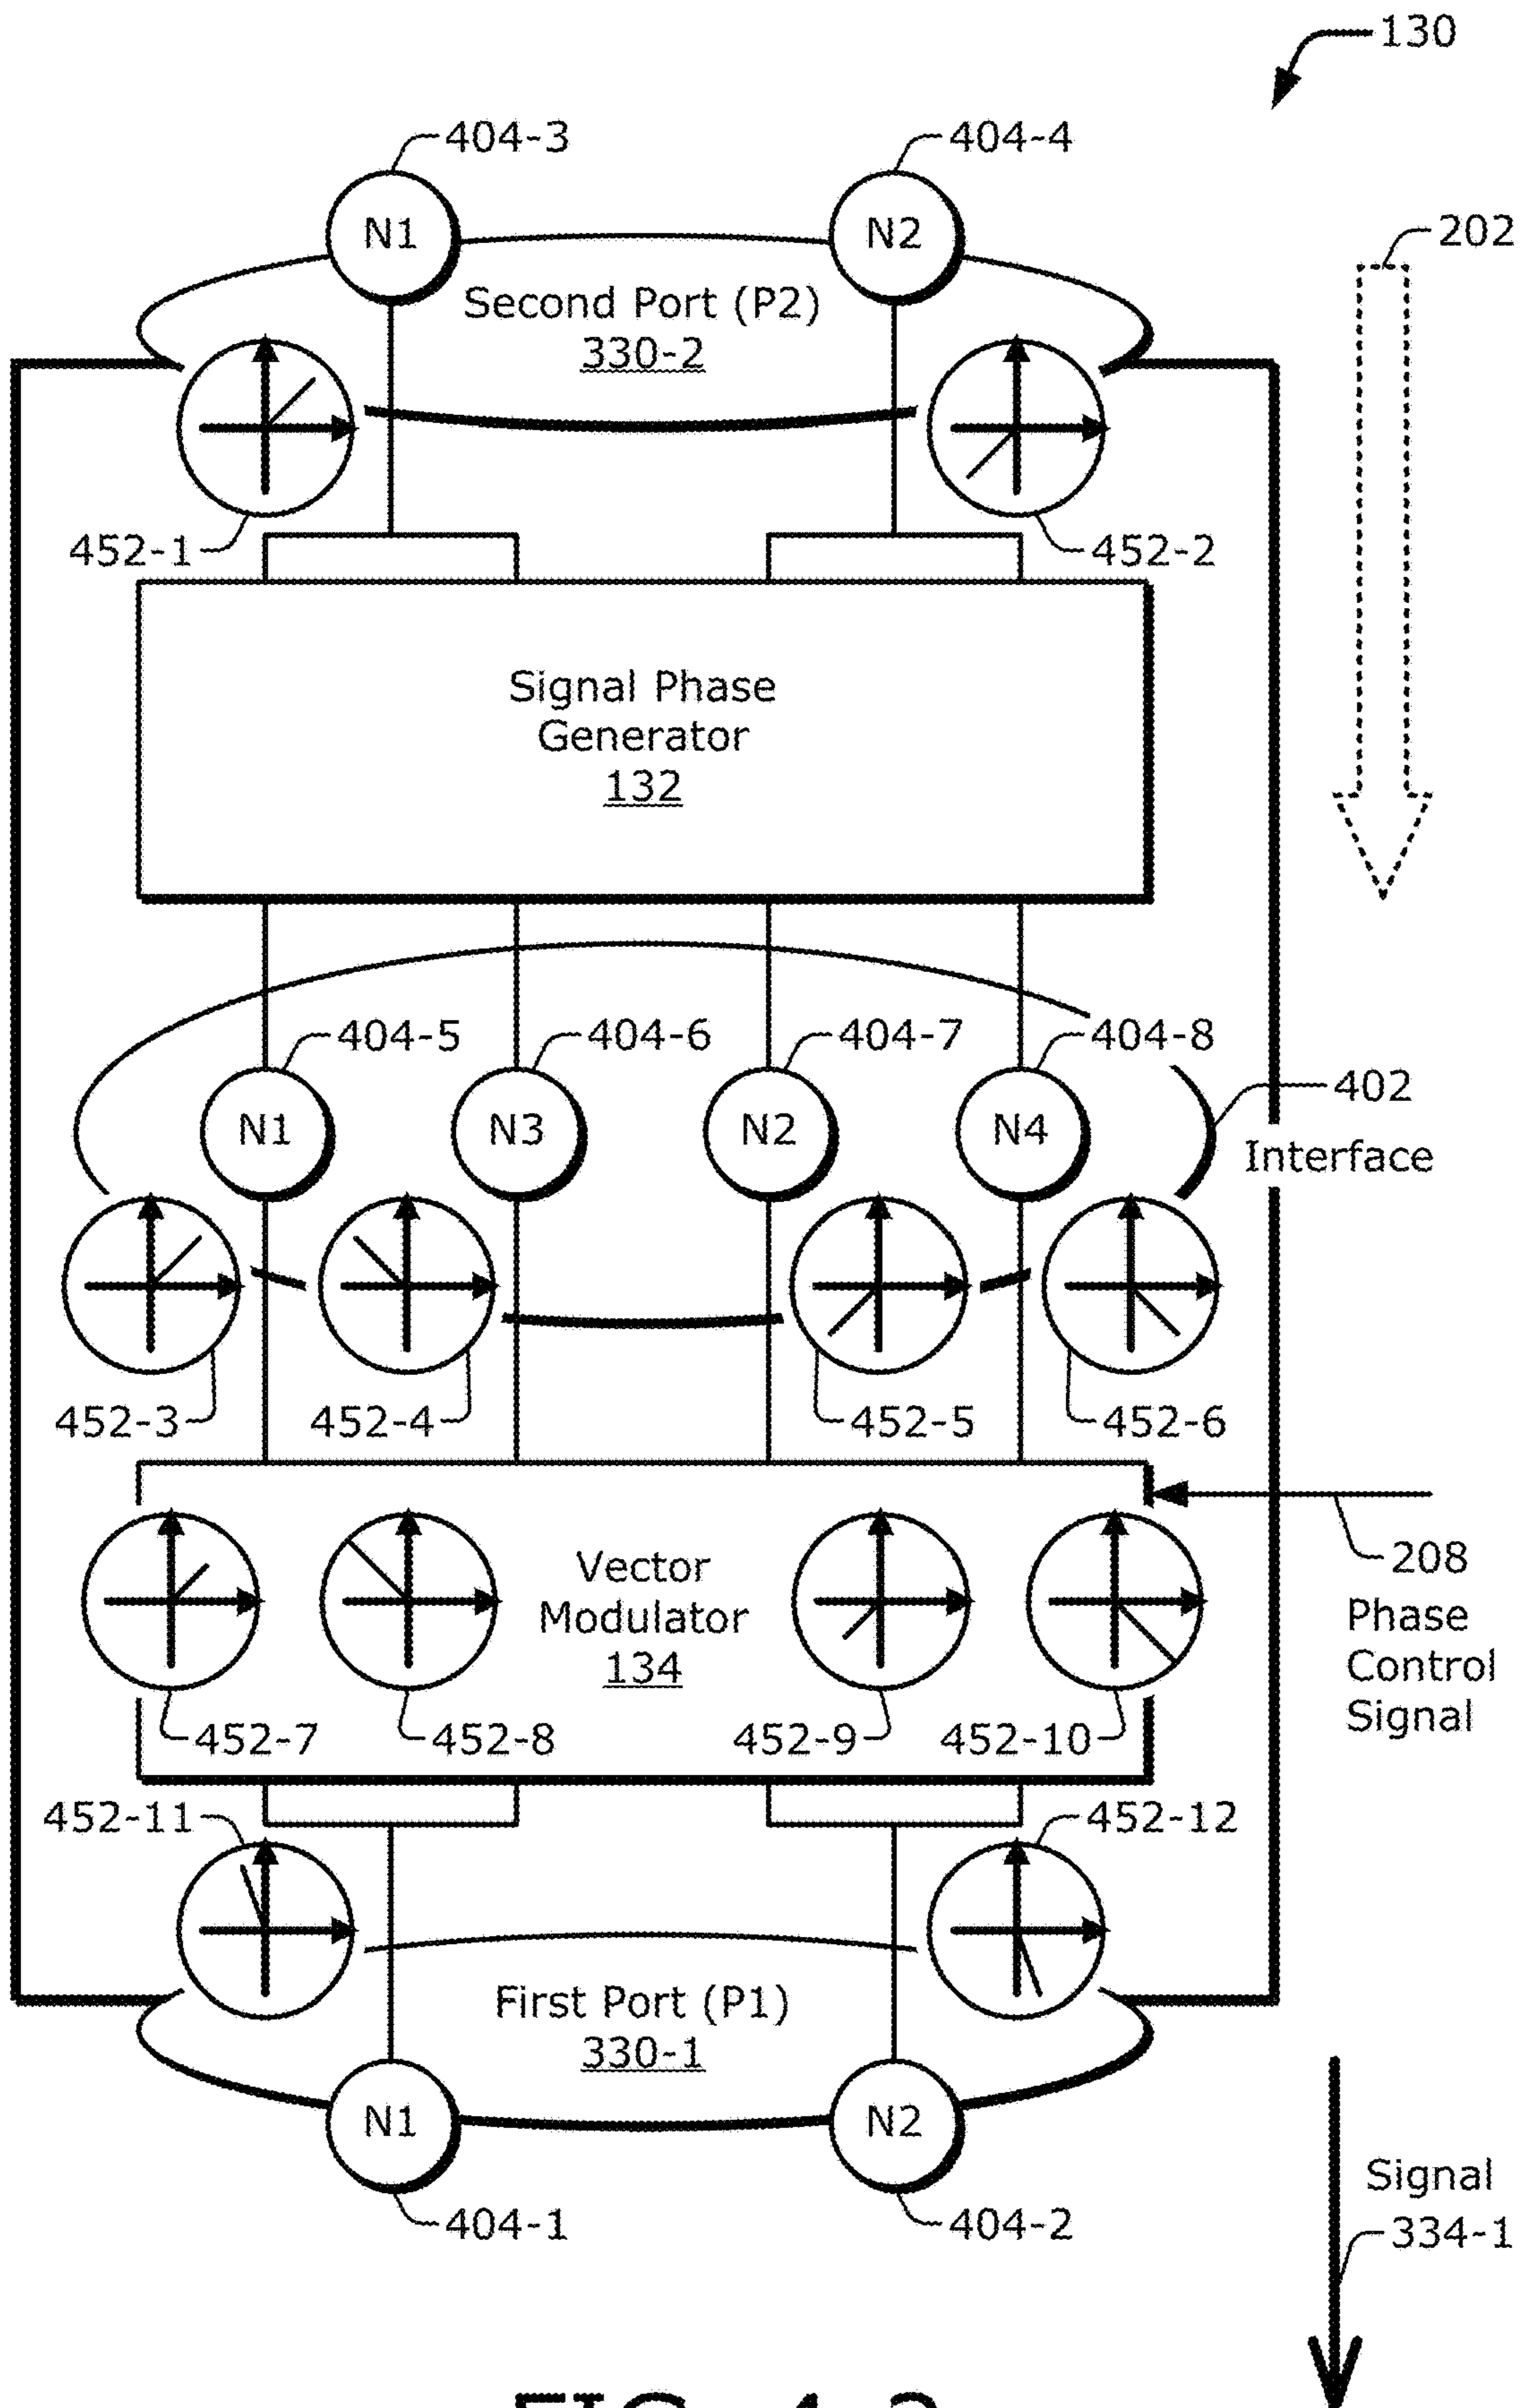 130
404-3
404-4
N1
N2
202
Second Port (P2)
330-2
452-1
452-2
Signal Phase
Generator
132
404-5
404-6
404-7
404-8
402
N1
N3
N2
N4
Interface
452-3
452-4
452-5
452-6
208
Phase
Control
Signal
Vector
Modulator
134
452-7
452-8
452-9
452-10
452-11
452-12
First Port (P1)
330-1
N1
N2
404-1
404-2
Signal
334-1